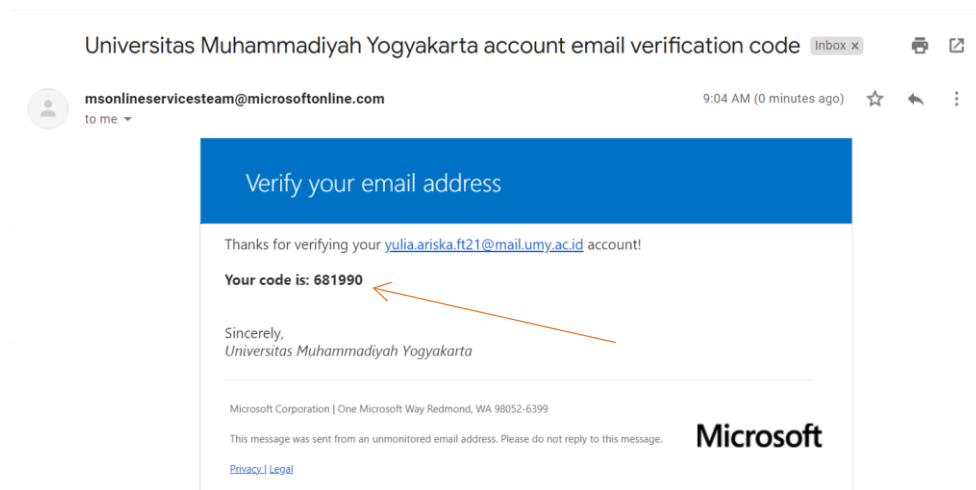 Universitas Muhammadiyah Yogyakarta account email verification code Inbox x
msonlineservicesteam@microsoftonline.com 9:04 AM (0 minutes ago)
to me
Verify your email address
Thanks for verifying your yulia.ariska.ft21@mail.umy.ac.id account!
Your code is: 681990
Sincerely,
Universitas Muhammadiyah Yogyakarta
Microsoft Corporation | One Microsoft Way Redmond, WA 98052-6399
This message was sent from an unmonitored email address. Please do not reply to this message.
Microsoft
Privacy | Legal